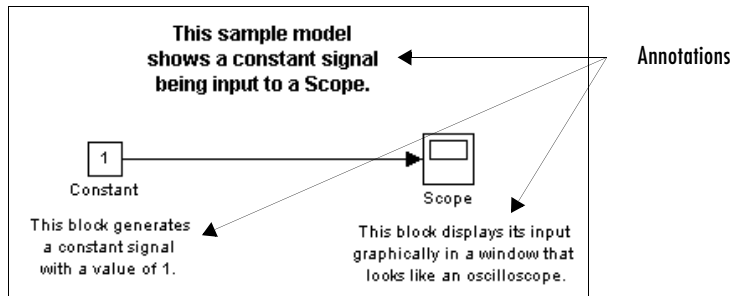 This sample model
shows a constant signal
being input to a Scope.
Annotations
1
Constant
Scope
This block generates
a constant signal
with a value of 1.
This block displays its input
graphically in a window that
looks like an oscilloscope.